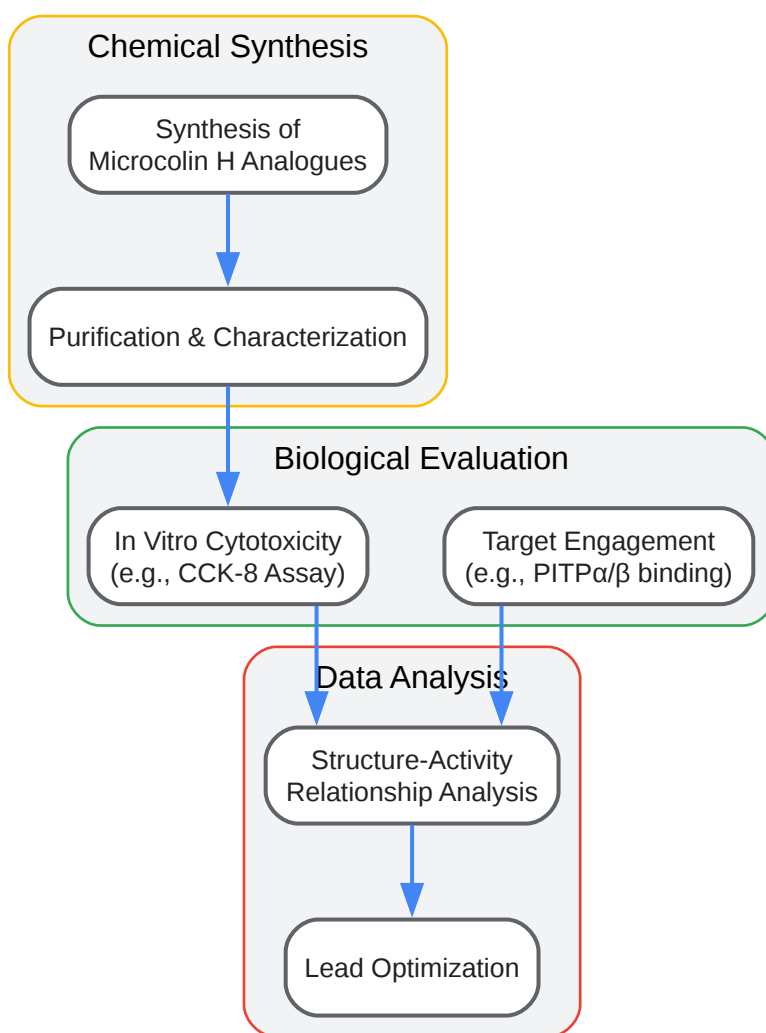 Chemical Synthesis
Synthesis of
Microcolin H Analogues
Purification & Characterization
Biological Evaluation
In Vitro Cytotoxicity
(e.g., CCK-8 Assay)
Target Engagement
(e.g., PITPα/β binding)
Data Analysis
Structure-Activity
Relationship Analysis
Lead Optimization